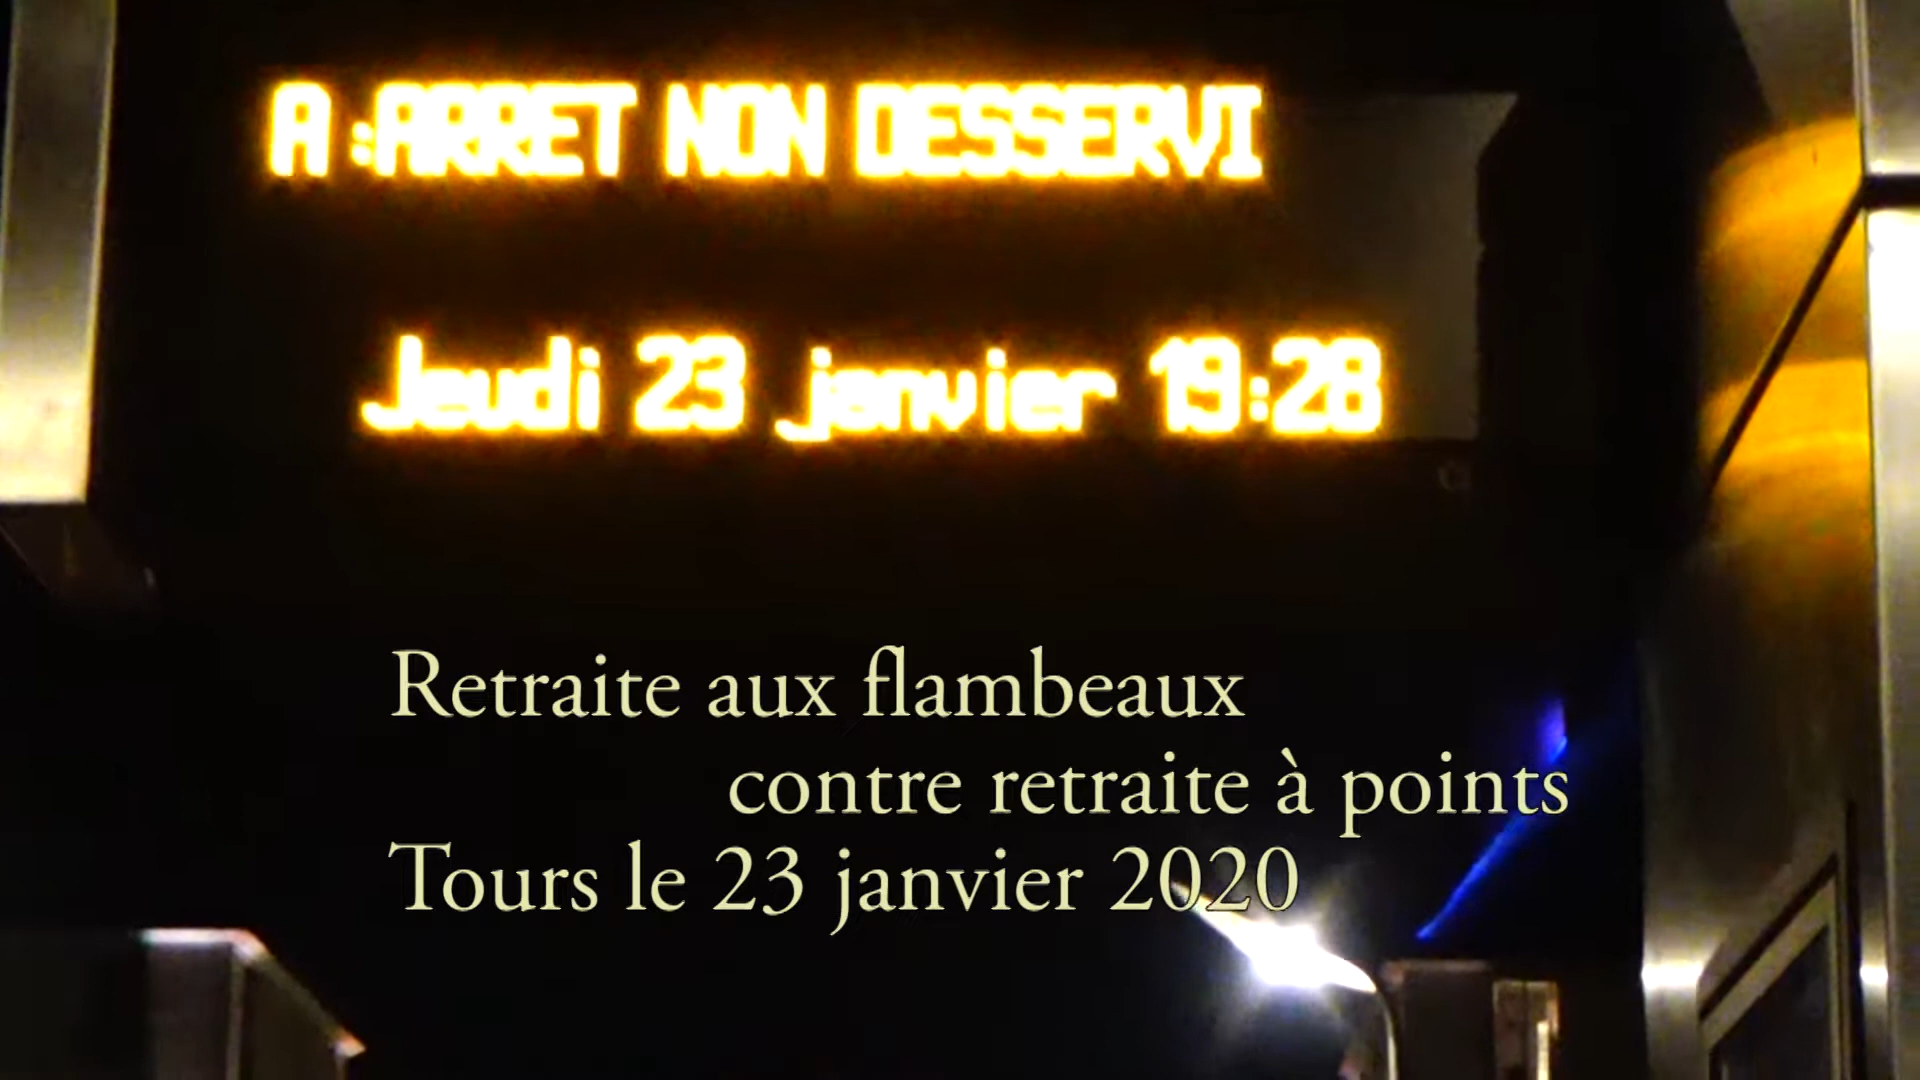 A :ARRET NON DESSERVI
Jeudi 23 janvier 19:28
Retraite aux flambeaux
contre retraite à points
Tours le 23 janvier 2020